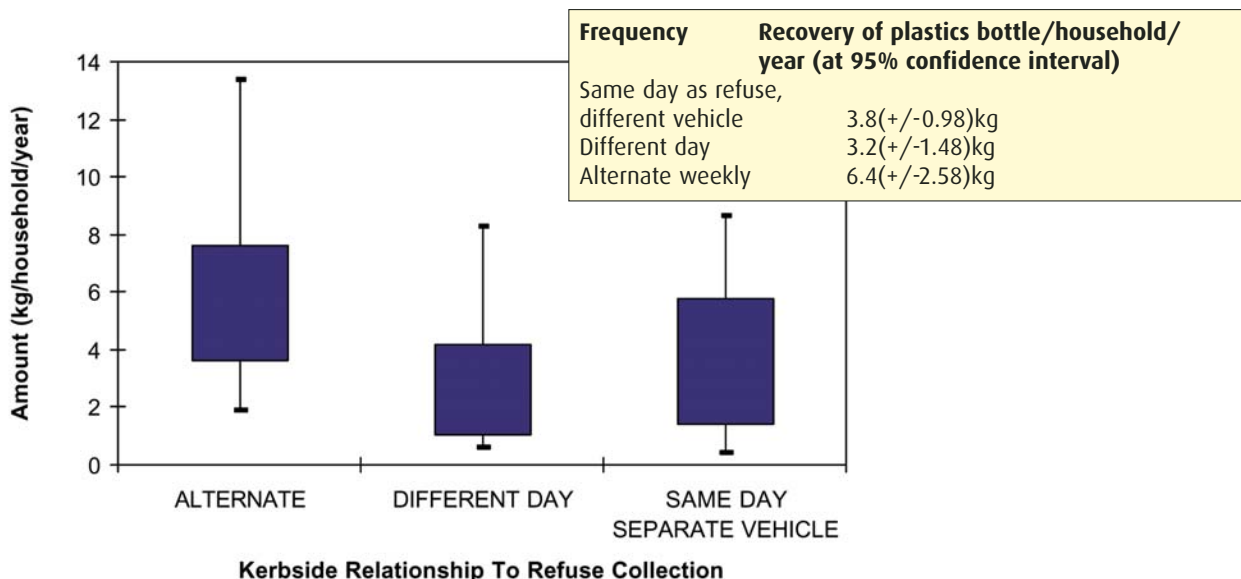 Frequency Recovery of plastics bottle/household/
year (at 95% confidence interval)
Same day as refuse,
different vehicle 3.8(+/-0.98)kg
Different day 3.2(+/-1.48)kg
Alternate weekly 6.4(+/-2.58)kg
Amount (kg/household/year)
14
12
10
8
6
4
2
0
ALTERNATE DIFFERENT DAY SAME DAY
SEPARATE VEHICLE
Kerbside Relationship To Refuse Collection